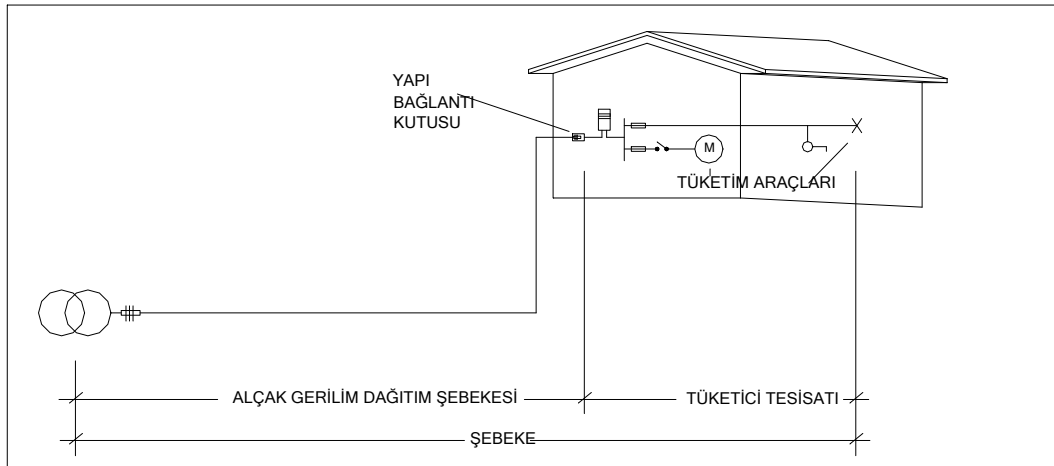 YAPI
BAĞLANTI
KUTUSU
M
TÜKETİM ARAÇLARI
ALÇAK GERİLİM DAĞITIM ŞEBEKESİ
TÜKETİCİ TESİSATI
ŞEBEKE